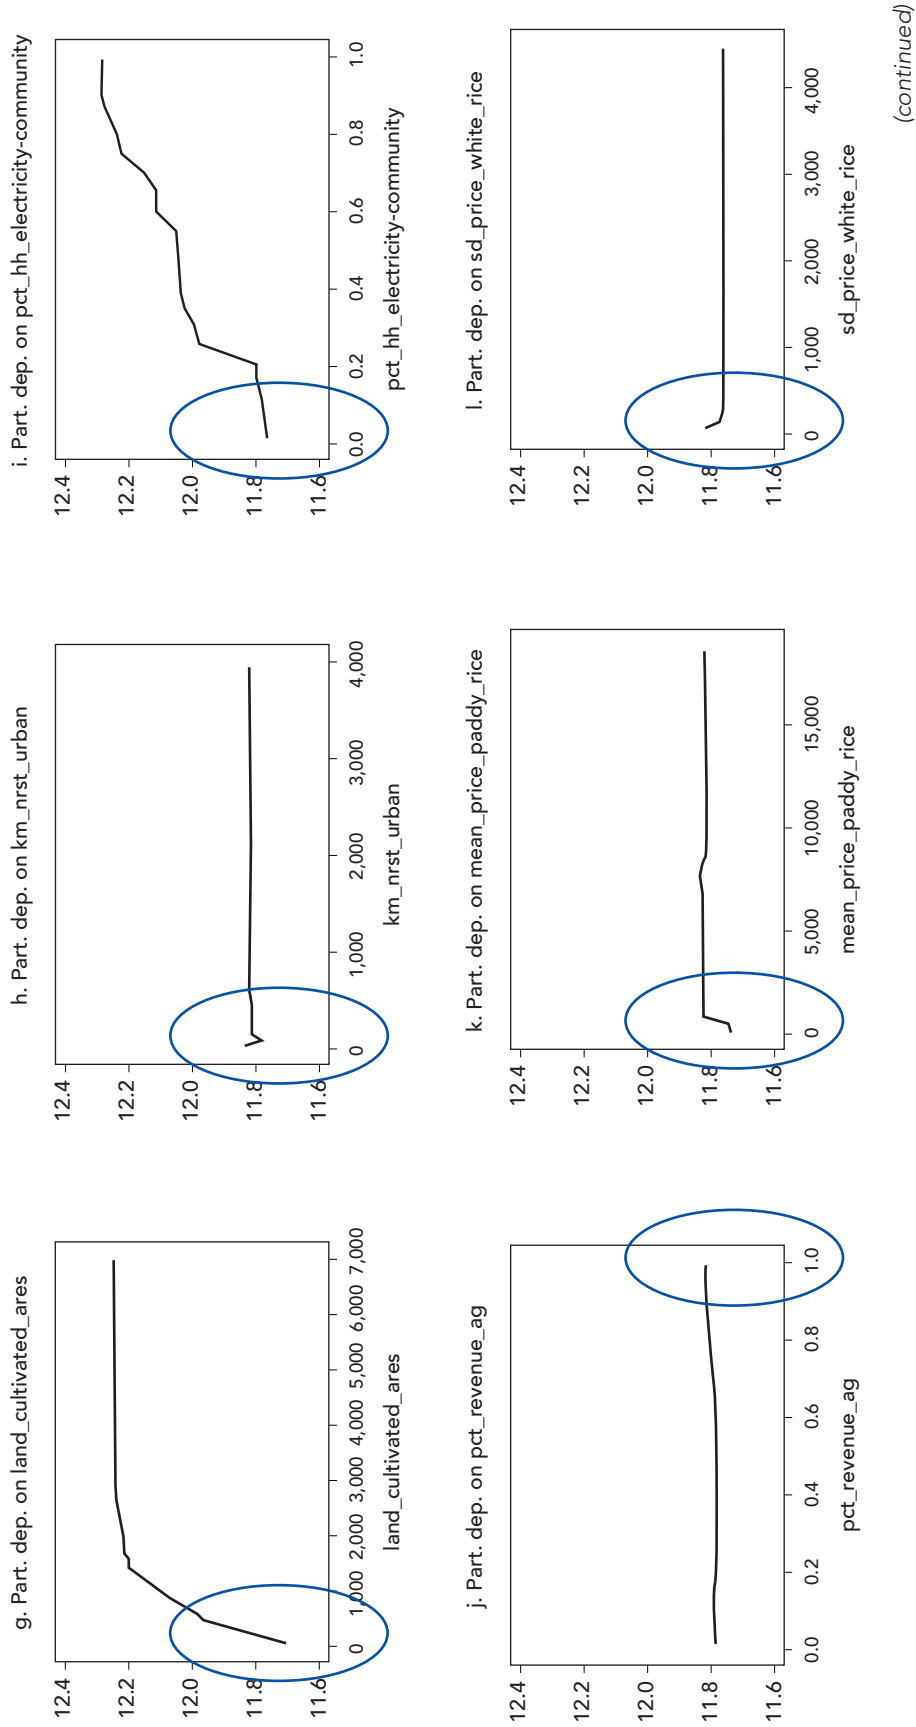 g. Part. dep. on land_cultivated_ares
12.4
12.2
12.0
11.8
11.6
0 1,000 2,000 3,000 4,000 5,000 6,000 7,000
land_cultivated_ares
h. Part. dep. on km_nrst_urban
12.4
12.2
12.0
11.8
11.6
0 1,000 2,000 3,000 4,000
km_nrst_urban
i. Part. dep. on pct_hh_electricity-community
12.4
12.2
12.0
11.8
11.6
0.0 0.2 0.4 0.6 0.8 1.0
pct_hh_electricity-community
j. Part. dep. on pct_revenue_ag
12.4
12.2
12.0
11.8
11.6
0.0 0.2 0.4 0.6 0.8 1.0
pct_revenue_ag
k. Part. dep. on mean_price_paddy_rice
12.4
12.2
12.0
11.8
11.6
0 5,000 10,000 15,000
mean_price_paddy_rice
l. Part. dep. on sd_price_white_rice
12.4
12.2
12.0
11.8
11.6
0 1,000 2,000 3,000 4,000
sd_price_white_rice
(continued)